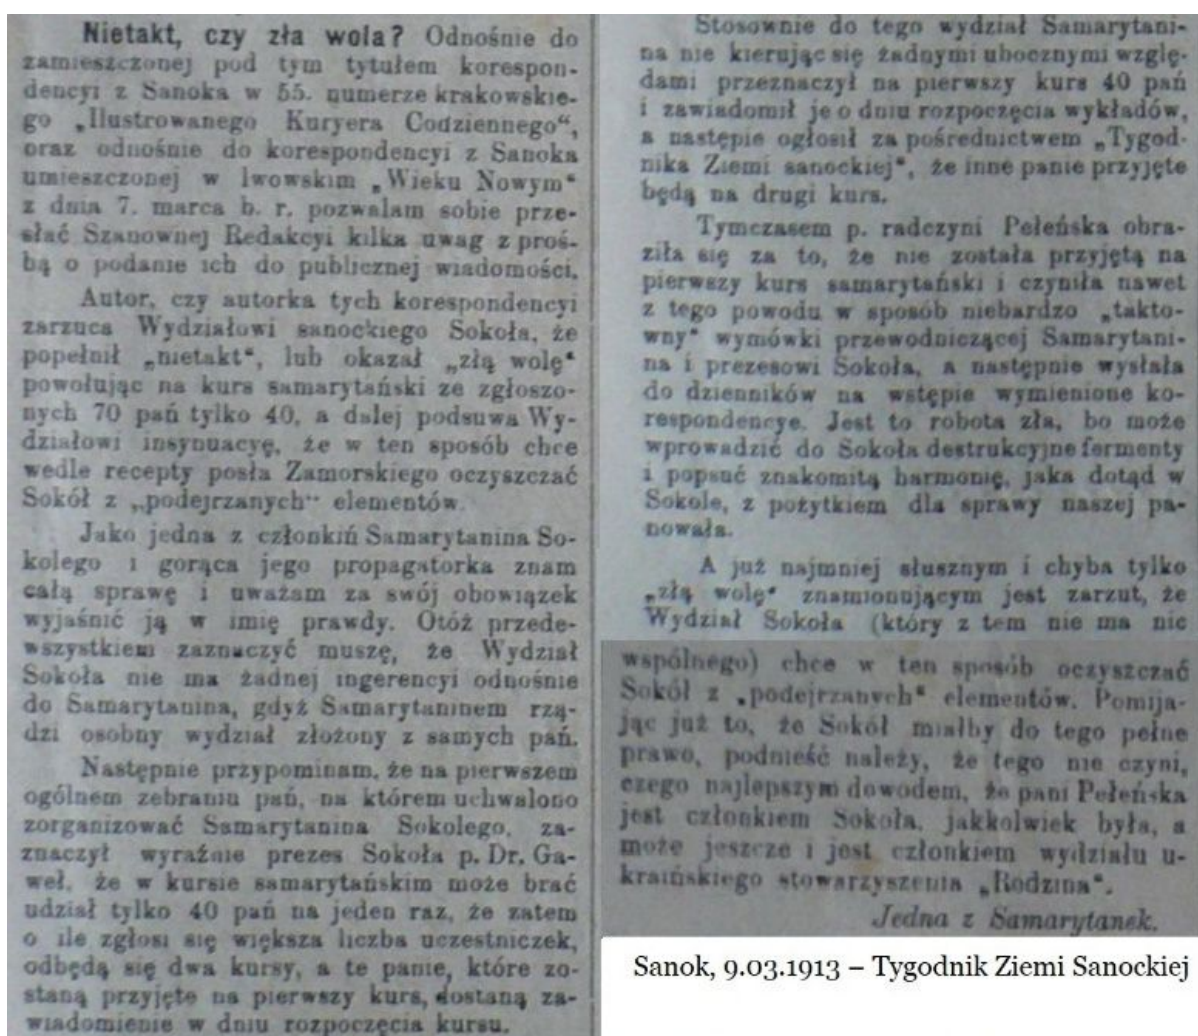 Nietakt, czy zła wola? Odnośnie do
zamieszczonej pod tym tytułem korespon-
dencyi z Sanoka w 55. numerze krakowskie-
go „Ilustrowanego Kuryera Codziennego“,
oraz odnośnie do korespondencyi z Sanoka
umieszczonej w lwowskim „Wieku Nowym“
z dnia 7. marca b. r. pozwalam sobie prze-
słać Szanownej Redakcyi kilka uwag z proś-
bą o podanie ich do publicznej wiadomości.
Autor, czy autorka tych korespondencyi
zarzuca Wydziałowi sanockiego Sokoła, że
popełnił „nietakt“, lub okazał „złą wolę“
powołując na kurs samarytański ze zgłoszo-
nych 70 pań tylko 40, a dalej podsuwa Wy-
działowi insynuacyę, że w ten sposób chce
wedle recepty posła Zamorskiego oczyszczać
Sokół z „podejrzanych“ elementów.
Jako jedna z członkiń Samarytanina So-
kolego i gorąca jego propagatorka znam
całą sprawę i uważam za swój obowiązek
wyjaśnić ją w imię prawdy. Otóż przede-
wszystkiem zaznaczyć muszę, że Wydział
Sokoła nie ma żadnej ingerencyi odnośnie
do Samarytanina, gdyż Samarytaninem rzą-
dzi osobny wydział złożony z samych pań.
Następnie przypominam, że na pierwszem
ogólnem zebraniu pań, na którem uchwalono
zorganizować Samarytanina Sokolego, za-
znaczył wyraźnie prezes Sokoła p. Dr. Ga-
weł, że w kursie samarytańskim może brać
udział tylko 40 pań na jeden raz, że zatem
o ile zgłosi się większa liczba uczestniczek,
odbędą się dwa kursy, a te panie, które zo-
staną przyjęte na pierwszy kurs, dostaną za-
wiadomienie w dniu rozpoczęcia kursu.
Stosownie do tego wydział Samarytani-
na nie kierując się żadnymi ubocznymi wzglę-
dami przeznaczył na pierwszy kurs 40 pań
i zawiadomił je o dniu rozpoczęcia wykładów,
a następie ogłosił za pośrednictwem „Tygod-
nika Ziemi sanockiej“, że inne panie przyjęte
będą na drugi kurs.
Tymczasem p. radczyni Pełeńska obra-
ziła się za to, że nie została przyjętą na
pierwszy kurs samarytański i czyniła nawet
z tego powodu w sposób niebardzo „takto-
wny“ wymówki przewodniczącej Samarytani-
na i prezesowi Sokoła, a następnie wysłała
do dzienników na wstępie wymienione ko-
respondencye. Jest to robota zła, bo może
wprowadzić do Sokoła destrukcyjne fermenty
i popsuć znakomitą harmonię, jaka dotąd w
Sokole, z pożytkiem dla sprawy naszej pa-
nowała.
A już najmniej słusznym i chyba tylko
„złą wolę“ znamionującym jest zarzut, że
Wydział Sokoła (który z tem nie ma nic
wspólnego) chce w ten sposób oczyszczać
Sokół z „podejrzanych“ elementów. Pomija-
jąc już to, że Sokół miałby do tego pełne
prawo, podnieść należy, że tego nie czyni,
czego najlepszym dowodem, że pani Pełeńska
jest członkiem Sokoła, jakkolwiek była, a
może jeszcze i jest członkiem wydziału u-
kraińskiego stowarzyszenia „Rodzina“.
Jedna z Samarytanek.
Sanok, 9.03.1913 – Tygodnik Ziemi Sanockiej